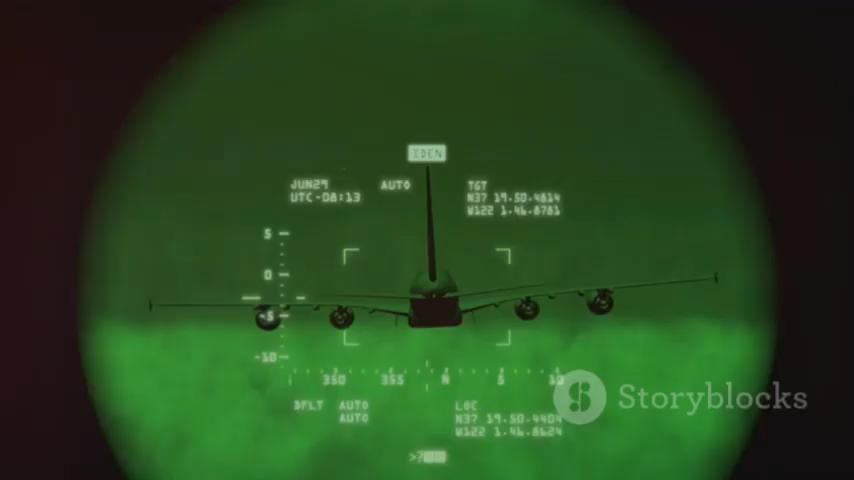 IDEN
JUN29
UTC-08:13
AUTO
TGT
N37 19.50.4814
W122 1.46.8781
5
0
-5
-10
350 355 N 5 10
DFLT AUTO
AUTO
LOC
N37 19.50.4404
W122 1.46.8624
>?
Storyblocks